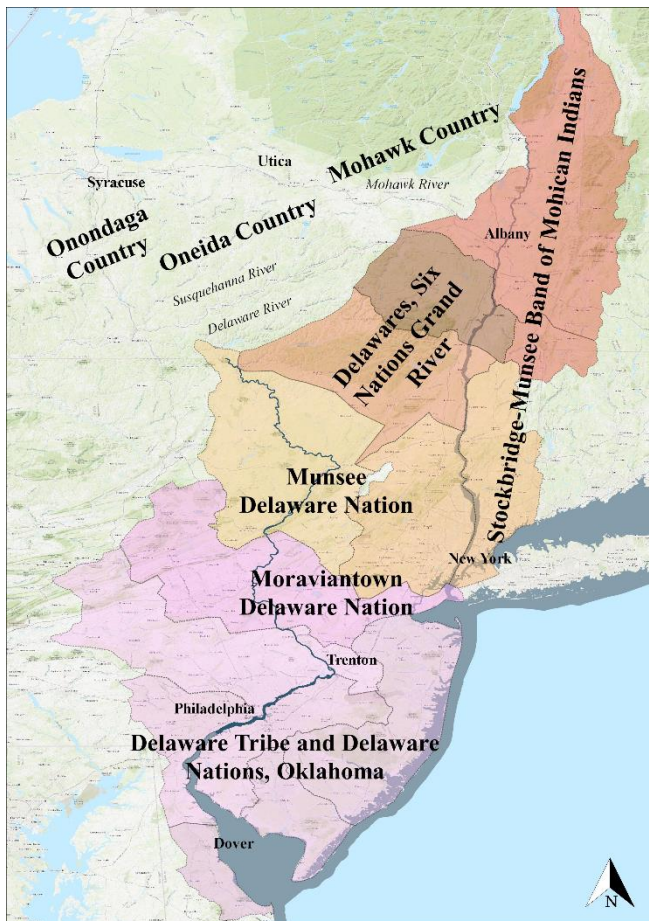 Mohawk Country
Utica
Mohawk River
Syracuse
Onondaga
Country
Oneida Country
Albany
Susquehanna River
Delaware River
Stockbridge-Munsee Band of Mohican Indians
Delawares, Six
Nations Grand
River
Munsee
Delaware Nation
New York
Moraviantown
Delaware Nation
Trenton
Philadelphia
Delaware Tribe and Delaware
Nations, Oklahoma
Dover
N